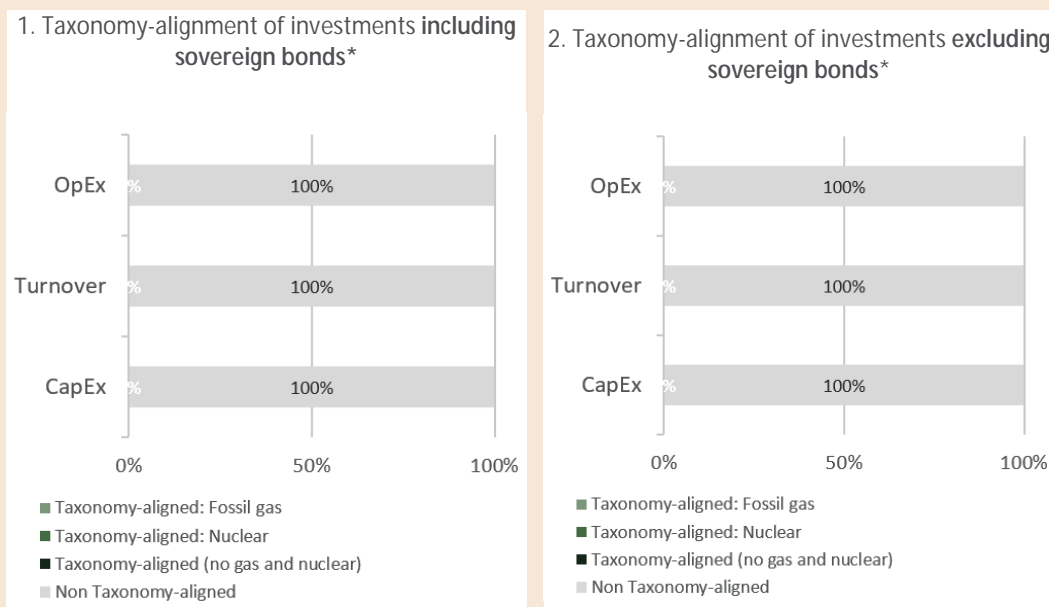 1. Taxonomy-alignment of investments including
sovereign bonds*
OpEx
%
100%
Turnover
%
100%
CapEx
%
100%
0%
50%
100%
Taxonomy-aligned: Fossil gas
Taxonomy-aligned: Nuclear
Taxonomy-aligned (no gas and nuclear)
Non Taxonomy-aligned
2. Taxonomy-alignment of investments excluding
sovereign bonds*
OpEx
%
100%
Turnover
%
100%
CapEx
%
100%
0%
50%
100%
Taxonomy-aligned: Fossil gas
Taxonomy-aligned: Nuclear
Taxonomy-aligned (no gas and nuclear)
Non Taxonomy-aligned